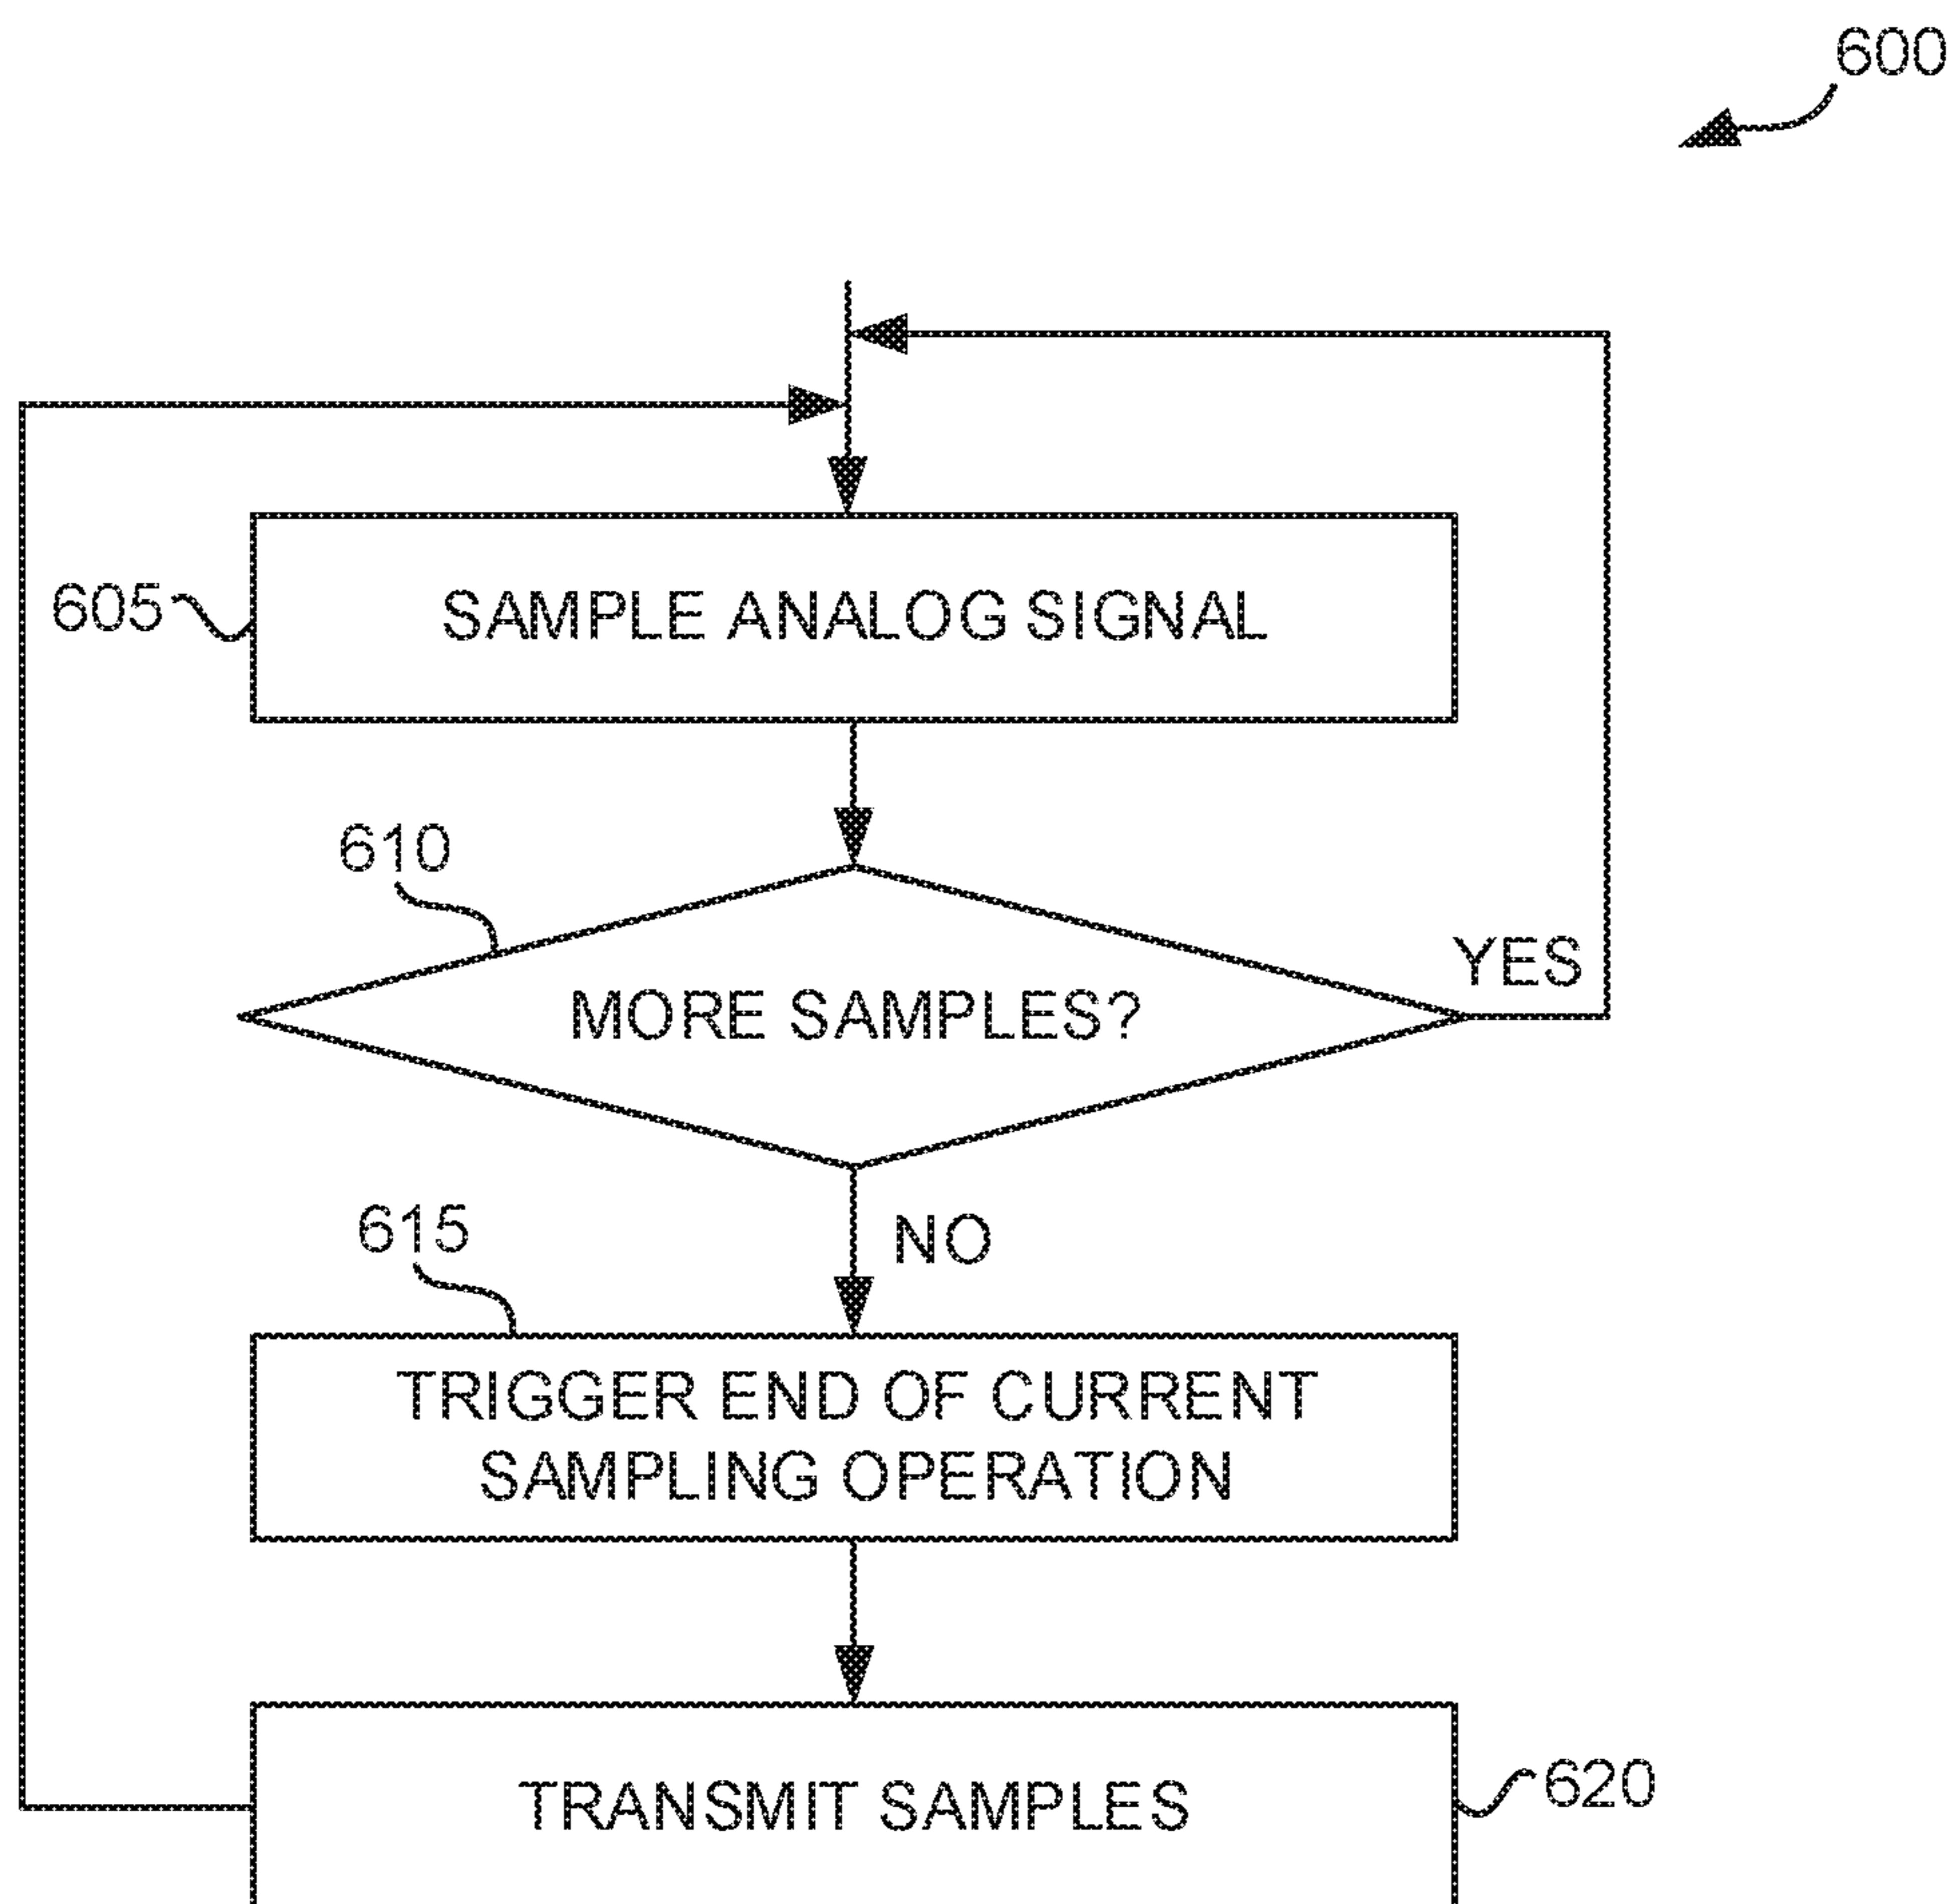 600
605
SAMPLE ANALOG SIGNAL
610
MORE SAMPLES?
YES
615
NO
TRIGGER END OF CURRENT
SAMPLING OPERATION
TRANSMIT SAMPLES
620